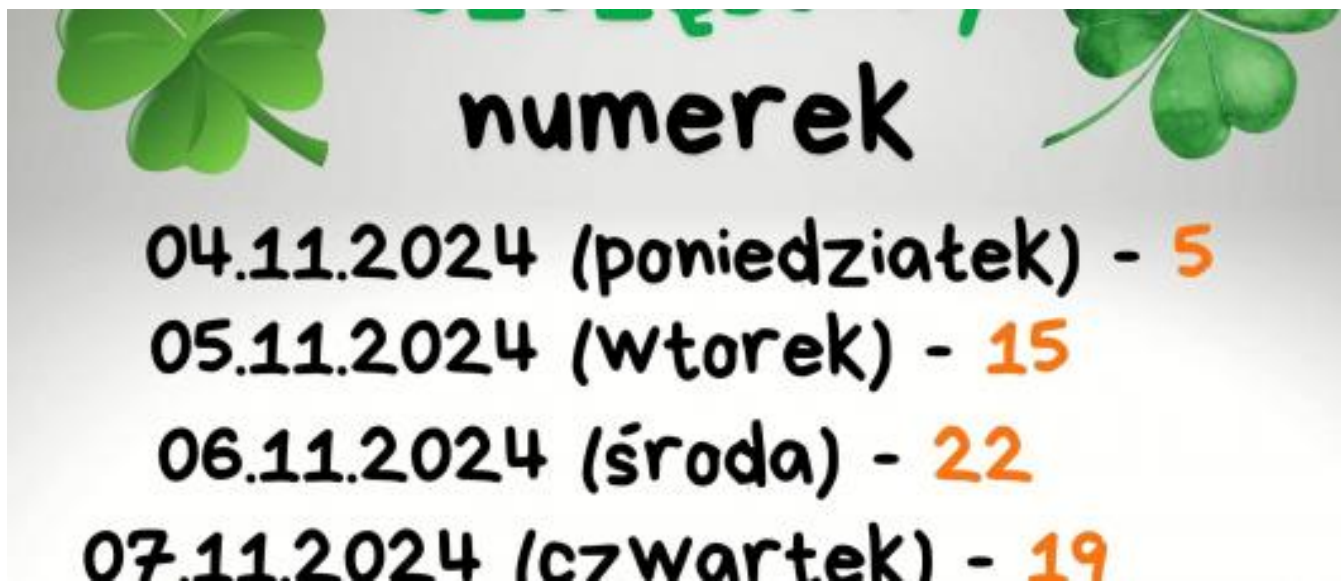 numerek
04.11.2024 (poniedziałek) - 5
05.11.2024 (wtorek) - 15
06.11.2024 (środa) - 22
07.11.2024 (czwartek) - 19